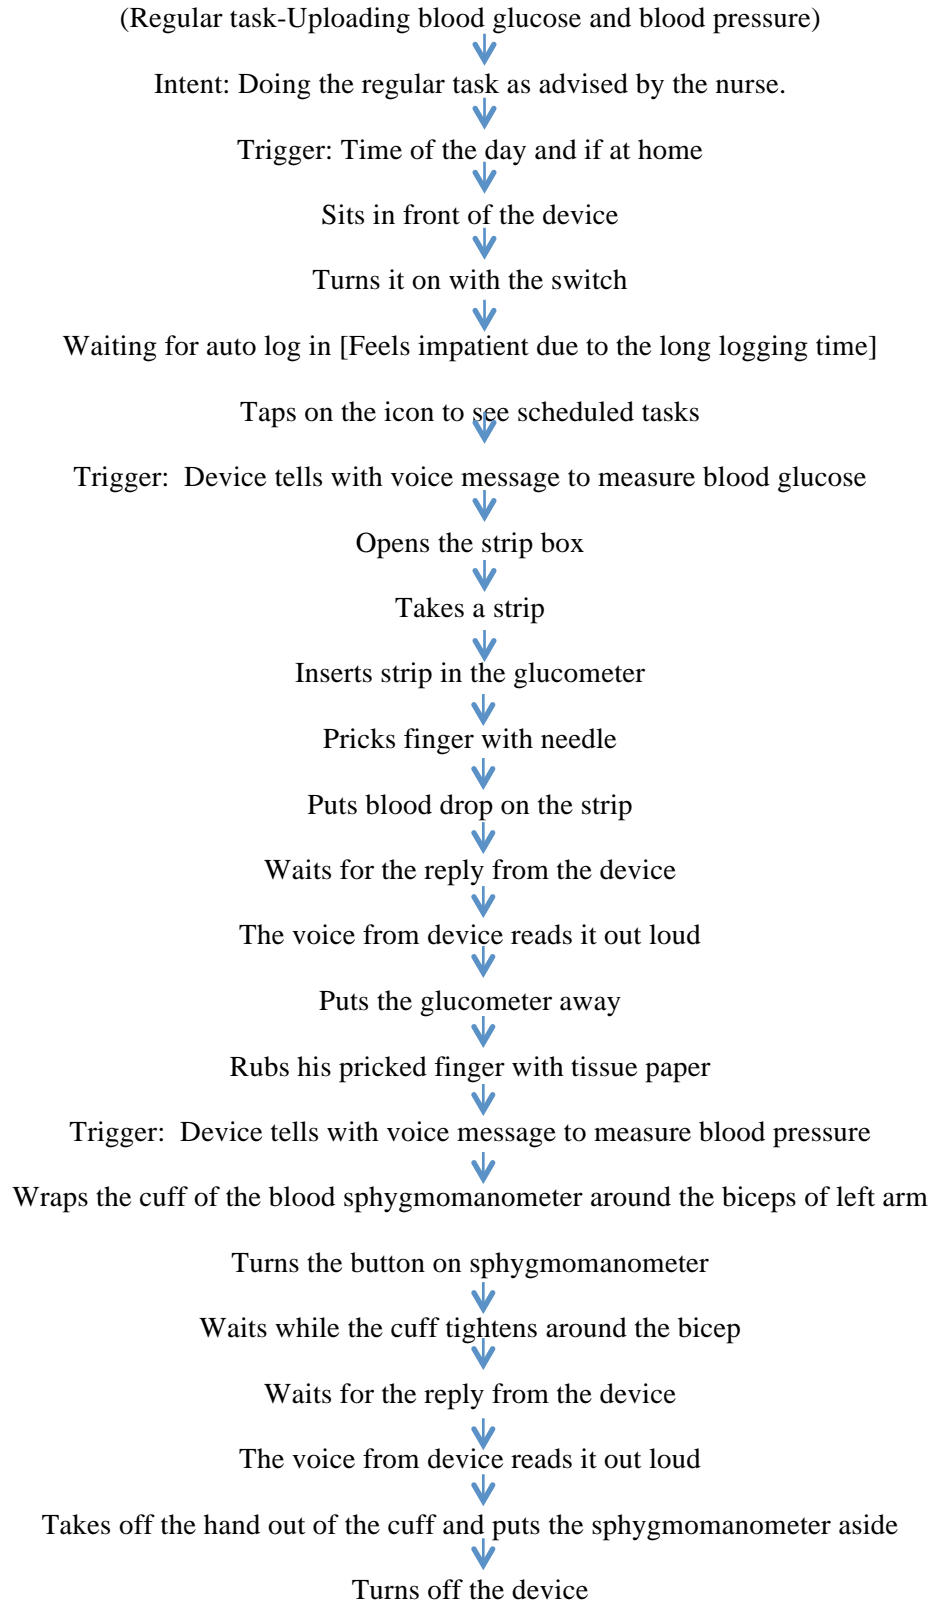 (Regular task-Uploading blood glucose and blood pressure)
Intent: Doing the regular task as advised by the nurse.
Trigger: Time of the day and if at home
Sits in front of the device
Turns it on with the switch
Waiting for auto log in [Feels impatient due to the long logging time]
Taps on the icon to see scheduled tasks
Trigger:  Device tells with voice message to measure blood glucose
Opens the strip box
Takes a strip
Inserts strip in the glucometer
Pricks finger with needle
Puts blood drop on the strip
Waits for the reply from the device
The voice from device reads it out loud
Puts the glucometer away
Rubs his pricked finger with tissue paper
Trigger:  Device tells with voice message to measure blood pressure
Wraps the cuff of the blood sphygmomanometer around the biceps of left arm
Turns the button on sphygmomanometer
Waits while the cuff tightens around the bicep
Waits for the reply from the device
The voice from device reads it out loud
Takes off the hand out of the cuff and puts the sphygmomanometer aside
Turns off the device